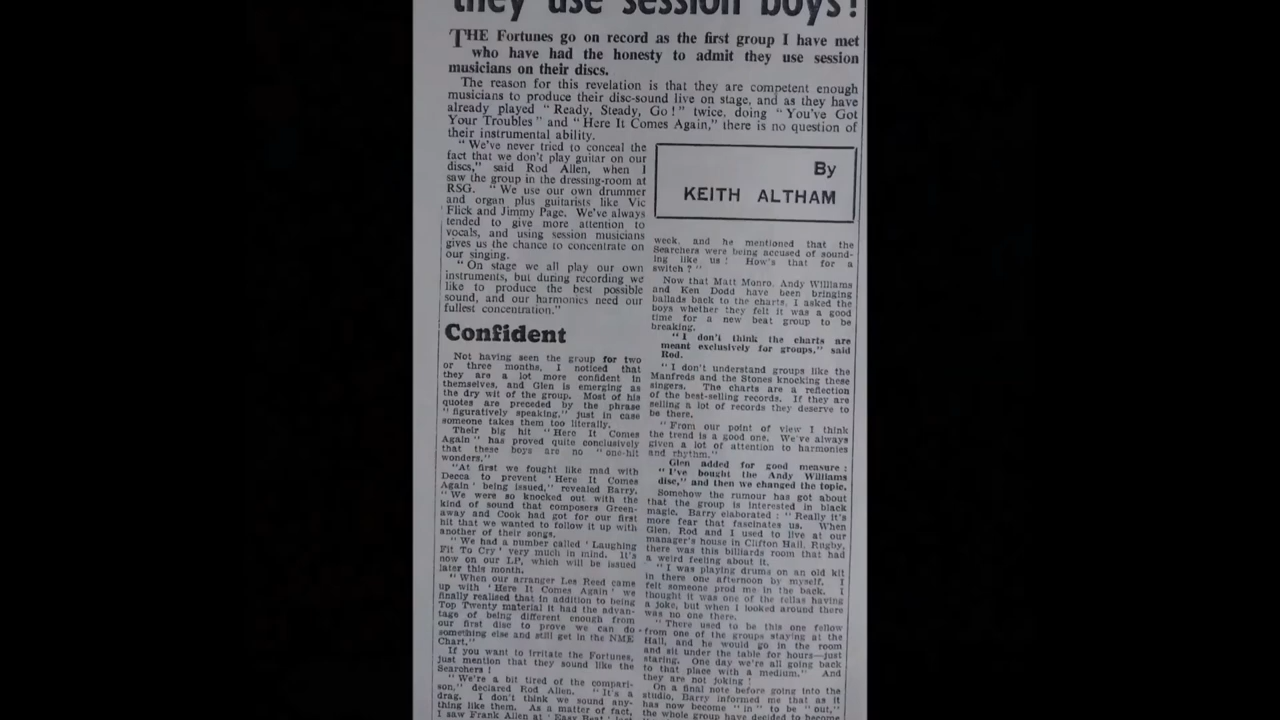 they use session boys!
THE Fortunes go on record as the first group I have met
who have had the honesty to admit they use session
musicians on their discs.
The reason for this revelation is that they are competent enough
musicians to produce their disc-sound live on stage, and as they have
already played "Ready, Steady, Go!" twice, doing "You've Got
Your Troubles" and "Here It Comes Again," there is no question of
their instrumental ability.
"We've never tried to conceal the
fact that we don't play guitar on our
discs," said Rod Allen, when I
saw the group in the dressing-room at
RSG. "We use our own drummer
and organ plus guitarists like Vic
Flick and Jimmy Page. We've always
tended to give more attention to
vocals, and using session musicians
gives us the chance to concentrate on
our singing.
"On stage we all play our own
instruments, but during recording we
like to produce the best possible
sound, and our harmonics need our
fullest concentration."
Confident
Not having seen the group for two
or three months, I noticed that
they are a lot more confident in
themselves, and Glen is emerging as
the dry wit of the group. Most of his
quotes are preceded by the phrase
"figuratively speaking," just in case
someone takes them too literally.
Their big hit "Here It Comes
Again" has proved quite conclusively
that these boys are no "one-hit
wonders."
"At first we fought like mad with
Decca to prevent 'Here It Comes
Again' being issued," revealed Barry.
"We were so knocked out with the
kind of sound that composers Green-
away and Cook had got for our first
hit that we wanted to follow it up with
another of their songs.
"We had a number called 'Laughing
Fit To Cry' very much in mind. It's
now on our LP, which will be issued
later this month.
"When our arranger Les Reed came
up with 'Here It Comes Again' we
finally realised that in addition to being
Top Twenty material it had the advan-
tage of being different enough from
our first disc to prove we can do
something else and still get in the NME
Chart."
If you want to irritate the Fortunes,
just mention that they sound like the
Searchers!
"We're a bit tired of the compari-
son," declared Rod Allen. "It's a
drag. I don't think we sound any-
thing like them. As a matter of fact,
I saw Frank Allen at 'Easy Beat' last
By
KEITH ALTHAM
week, and he mentioned that the
Searchers were being accused of sound-
ing like us! How's that for a
switch?"
Now that Matt Monro, Andy Williams
and Ken Dodd have been bringing
ballads back to the charts, I asked the
boys whether they felt it was a good
time for a new beat group to be
breaking.
"I don't think the charts are
meant exclusively for groups," said
Rod.
"I don't understand groups like the
Manfreds and the Stones knocking these
singers. The charts are a reflection
of the best-selling records. If they are
selling a lot of records they deserve to
be there.
"From our point of view I think
the trend is a good one. We've always
given a lot of attention to harmonies
and rhythm."
Glen added for good measure:
"I've bought the Andy Williams
disc," and then we changed the topic.
Somehow the rumour has got about
that the group is interested in black
magic. Barry elaborated: "Really it's
more fear that fascinates us. When
Glen, Rod and I used to live at our
manager's house in Clifton Hall, Rugby,
there was this billiards room that had
a weird feeling about it.
"I was playing drums on an old kit
in there one afternoon by myself. I
felt someone prod me in the back. I
thought it was one of the fellas having
a joke, but when I looked around there
was no one there.
"There used to be this one fellow
from one of the groups staying at the
Hall, and he would go in the room
and sit under the table for hours—just
staring. One day we're all going back
to that place with a medium." And
they are not joking!
On a final note before going into the
studio, Barry informed me that as it
has now become "in" to be "out,"
the whole group have decided to become